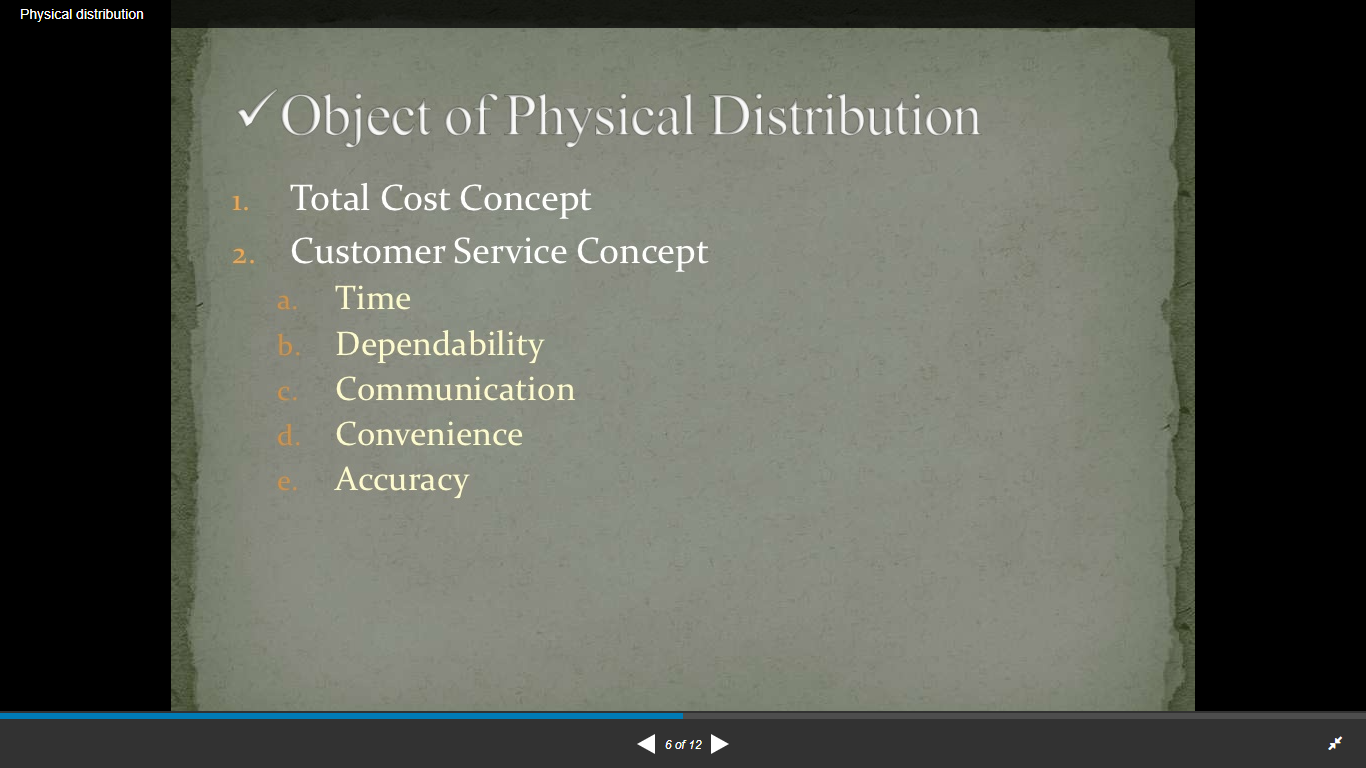 Physical distribution
✓Object of Physical Distribution
1. Total Cost Concept
2. Customer Service Concept
a. Time
b. Dependability
c. Communication
d. Convenience
e. Accuracy
6 of 12